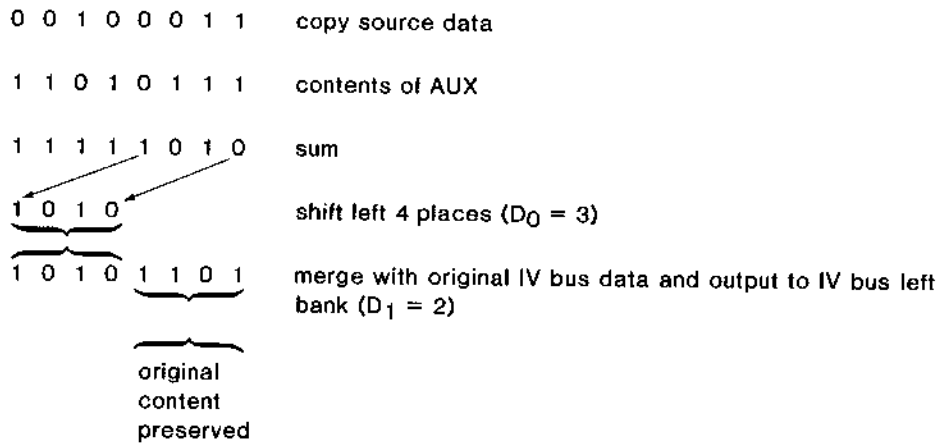 0 0 1 0 0 0 1 1 copy source data
1 1 0 1 0 1 1 1 contents of AUX
1 1 1 1 1 0 1 0 sum
1 0 1 0 shift left 4 places (D0 = 3)
1 0 1 0 1 1 0 1 merge with original IV bus data and output to IV bus left
bank (D1 = 2)
original
content
preserved